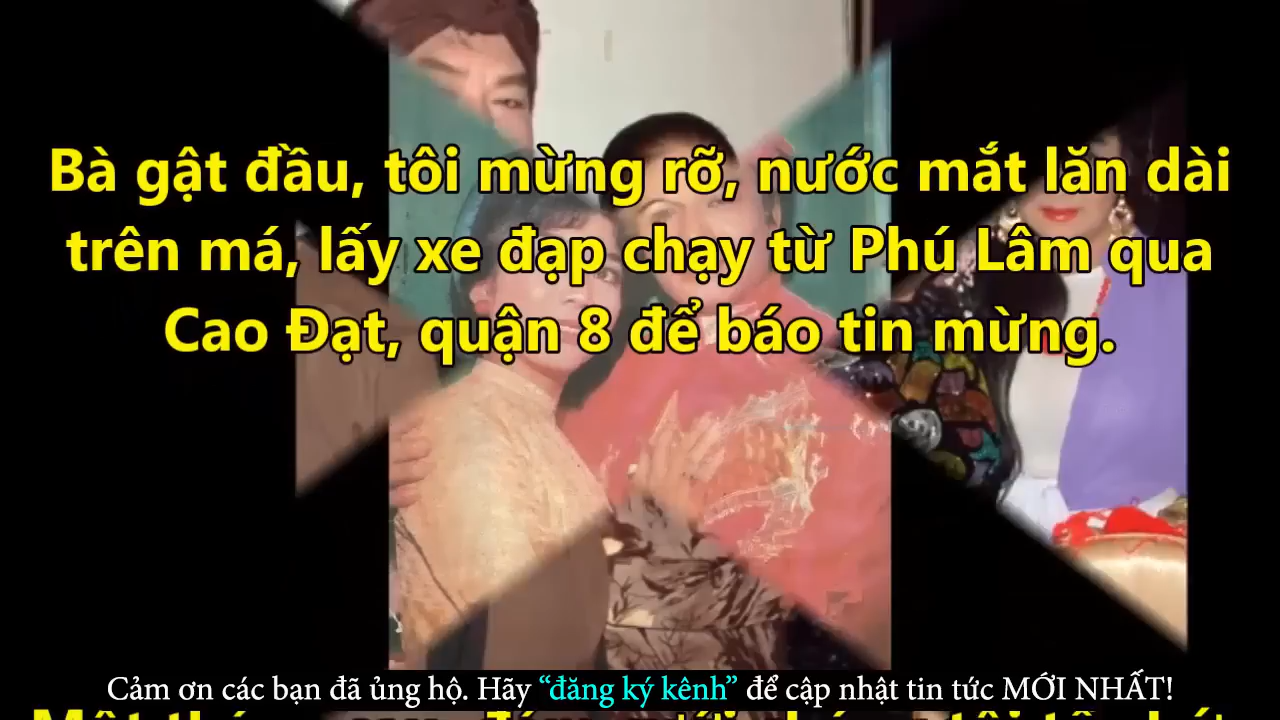 Bà gật đầu, tôi mừng rỡ, nước mắt lăn dài
trên má, lấy xe đạp chạy từ Phú Lâm qua
Cao Đạt, quận 8 để báo tin mừng.
Cảm ơn các bạn đã ủng hộ. Hãy “đăng ký kênh” để cập nhật tin tức MỚI NHẤT!